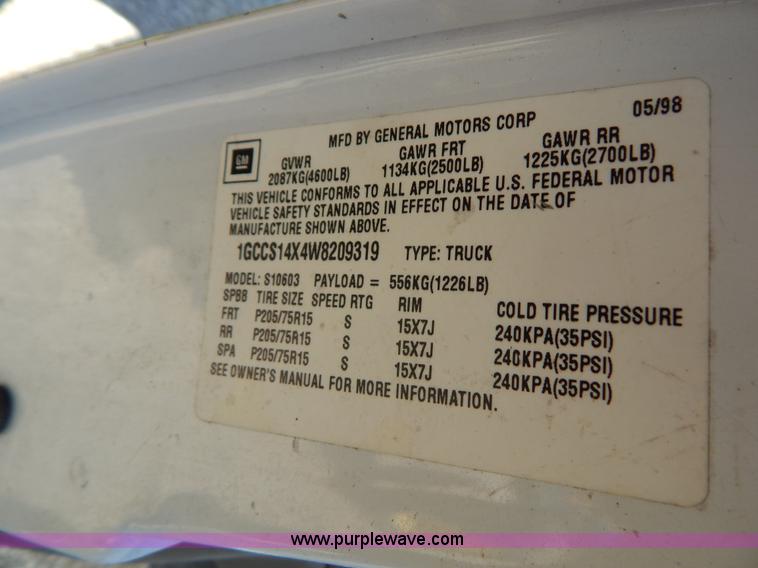 MFD BY GENERAL MOTORS CORP 05/98
GM
GVWR GAWR FRT GAWR RR
2087KG(4600LB) 1134KG(2500LB) 1225KG(2700LB)
THIS VEHICLE CONFORMS TO ALL APPLICABLE U.S. FEDERAL MOTOR
VEHICLE SAFETY STANDARDS IN EFFECT ON THE DATE OF
MANUFACTURE SHOWN ABOVE.
1GCCS14X4W8209319 TYPE: TRUCK
MODEL: S10603 PAYLOAD = 556KG(1226LB)
SPBB TIRE SIZE SPEED RTG RIM COLD TIRE PRESSURE
FRT P205/75R15 S 15X7J 240KPA(35PSI)
RR P205/75R15 S 15X7J 240KPA(35PSI)
SPA P205/75R15 S 15X7J 240KPA(35PSI)
SEE OWNER'S MANUAL FOR MORE INFORMATION.
www.purplewave.com